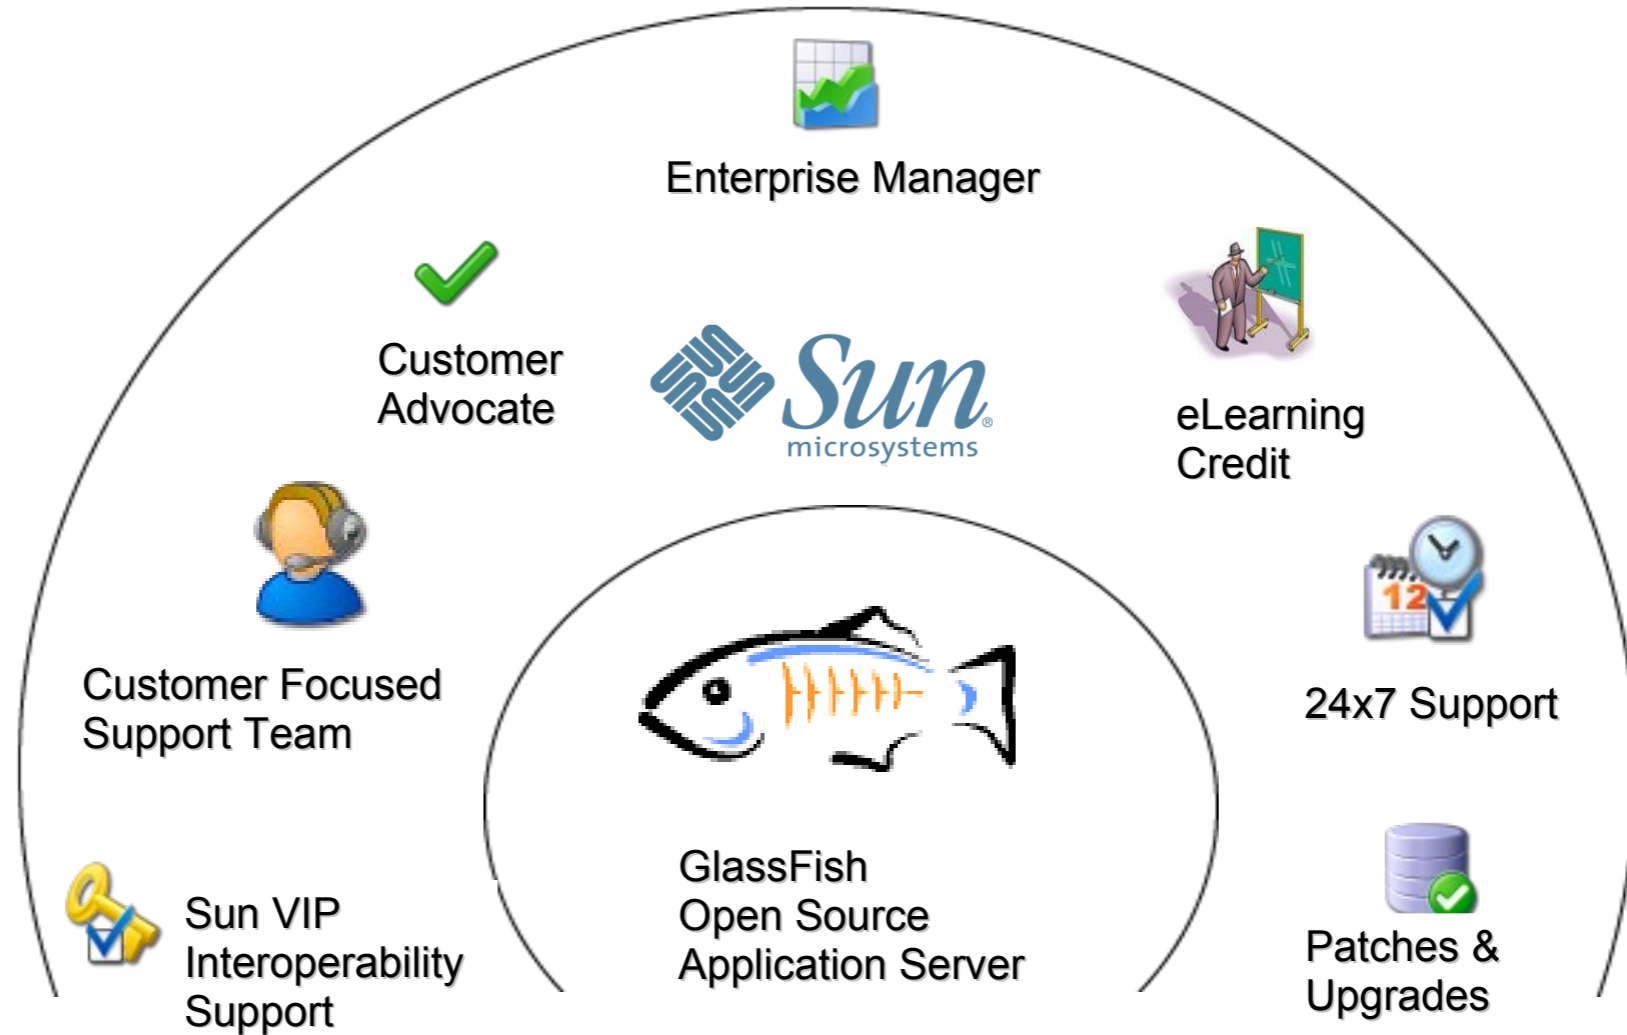 Enterprise Manager
Customer
Advocate
Sun
microsystems
®
eLearning
Credit
Customer Focused
Support Team
12
24x7 Support
GlassFish
Open Source
Application Server
Sun VIP
Interoperability
Support
Patches &
Upgrades